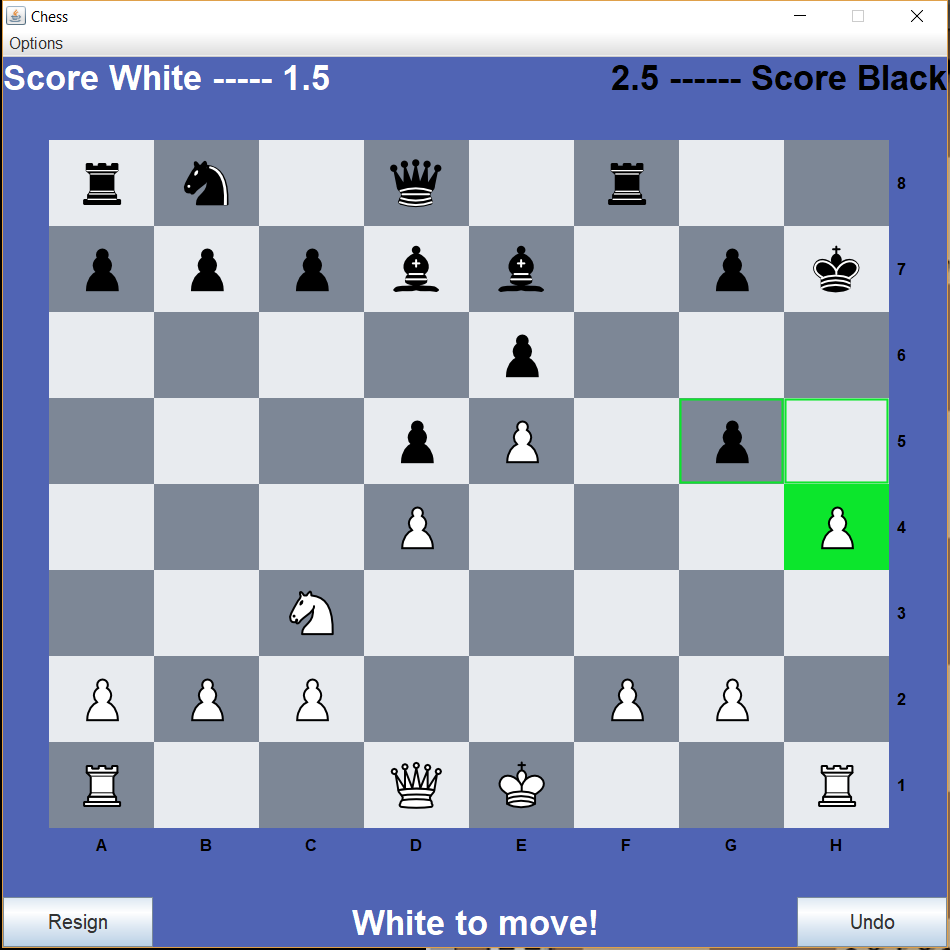 Chess
Options
Score White ----- 1.5
2.5 ------ Score Black
8
7
6
5
4
3
2
1
A B C D E F G H
Resign
White to move!
Undo